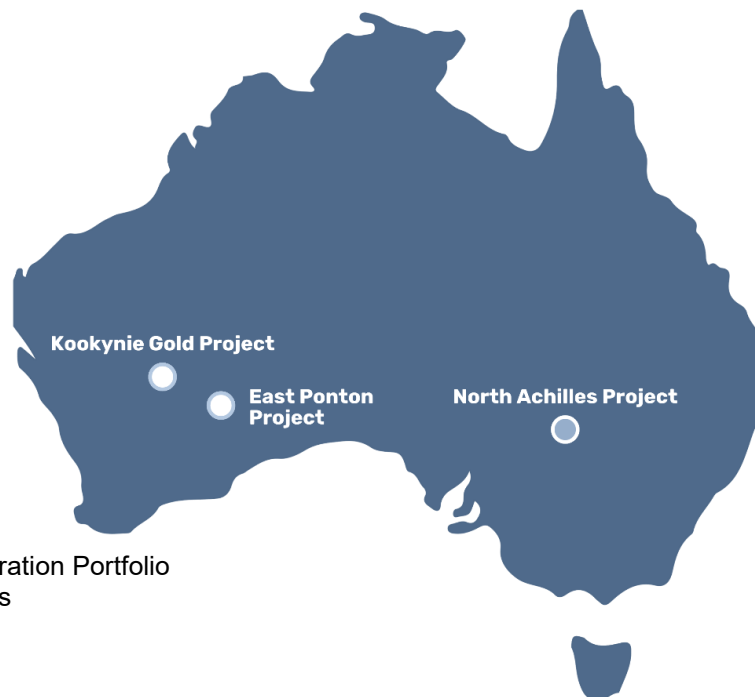 Kookynie Gold Project
East Ponton
Project
North Achilles Project
ration Portfolio
s